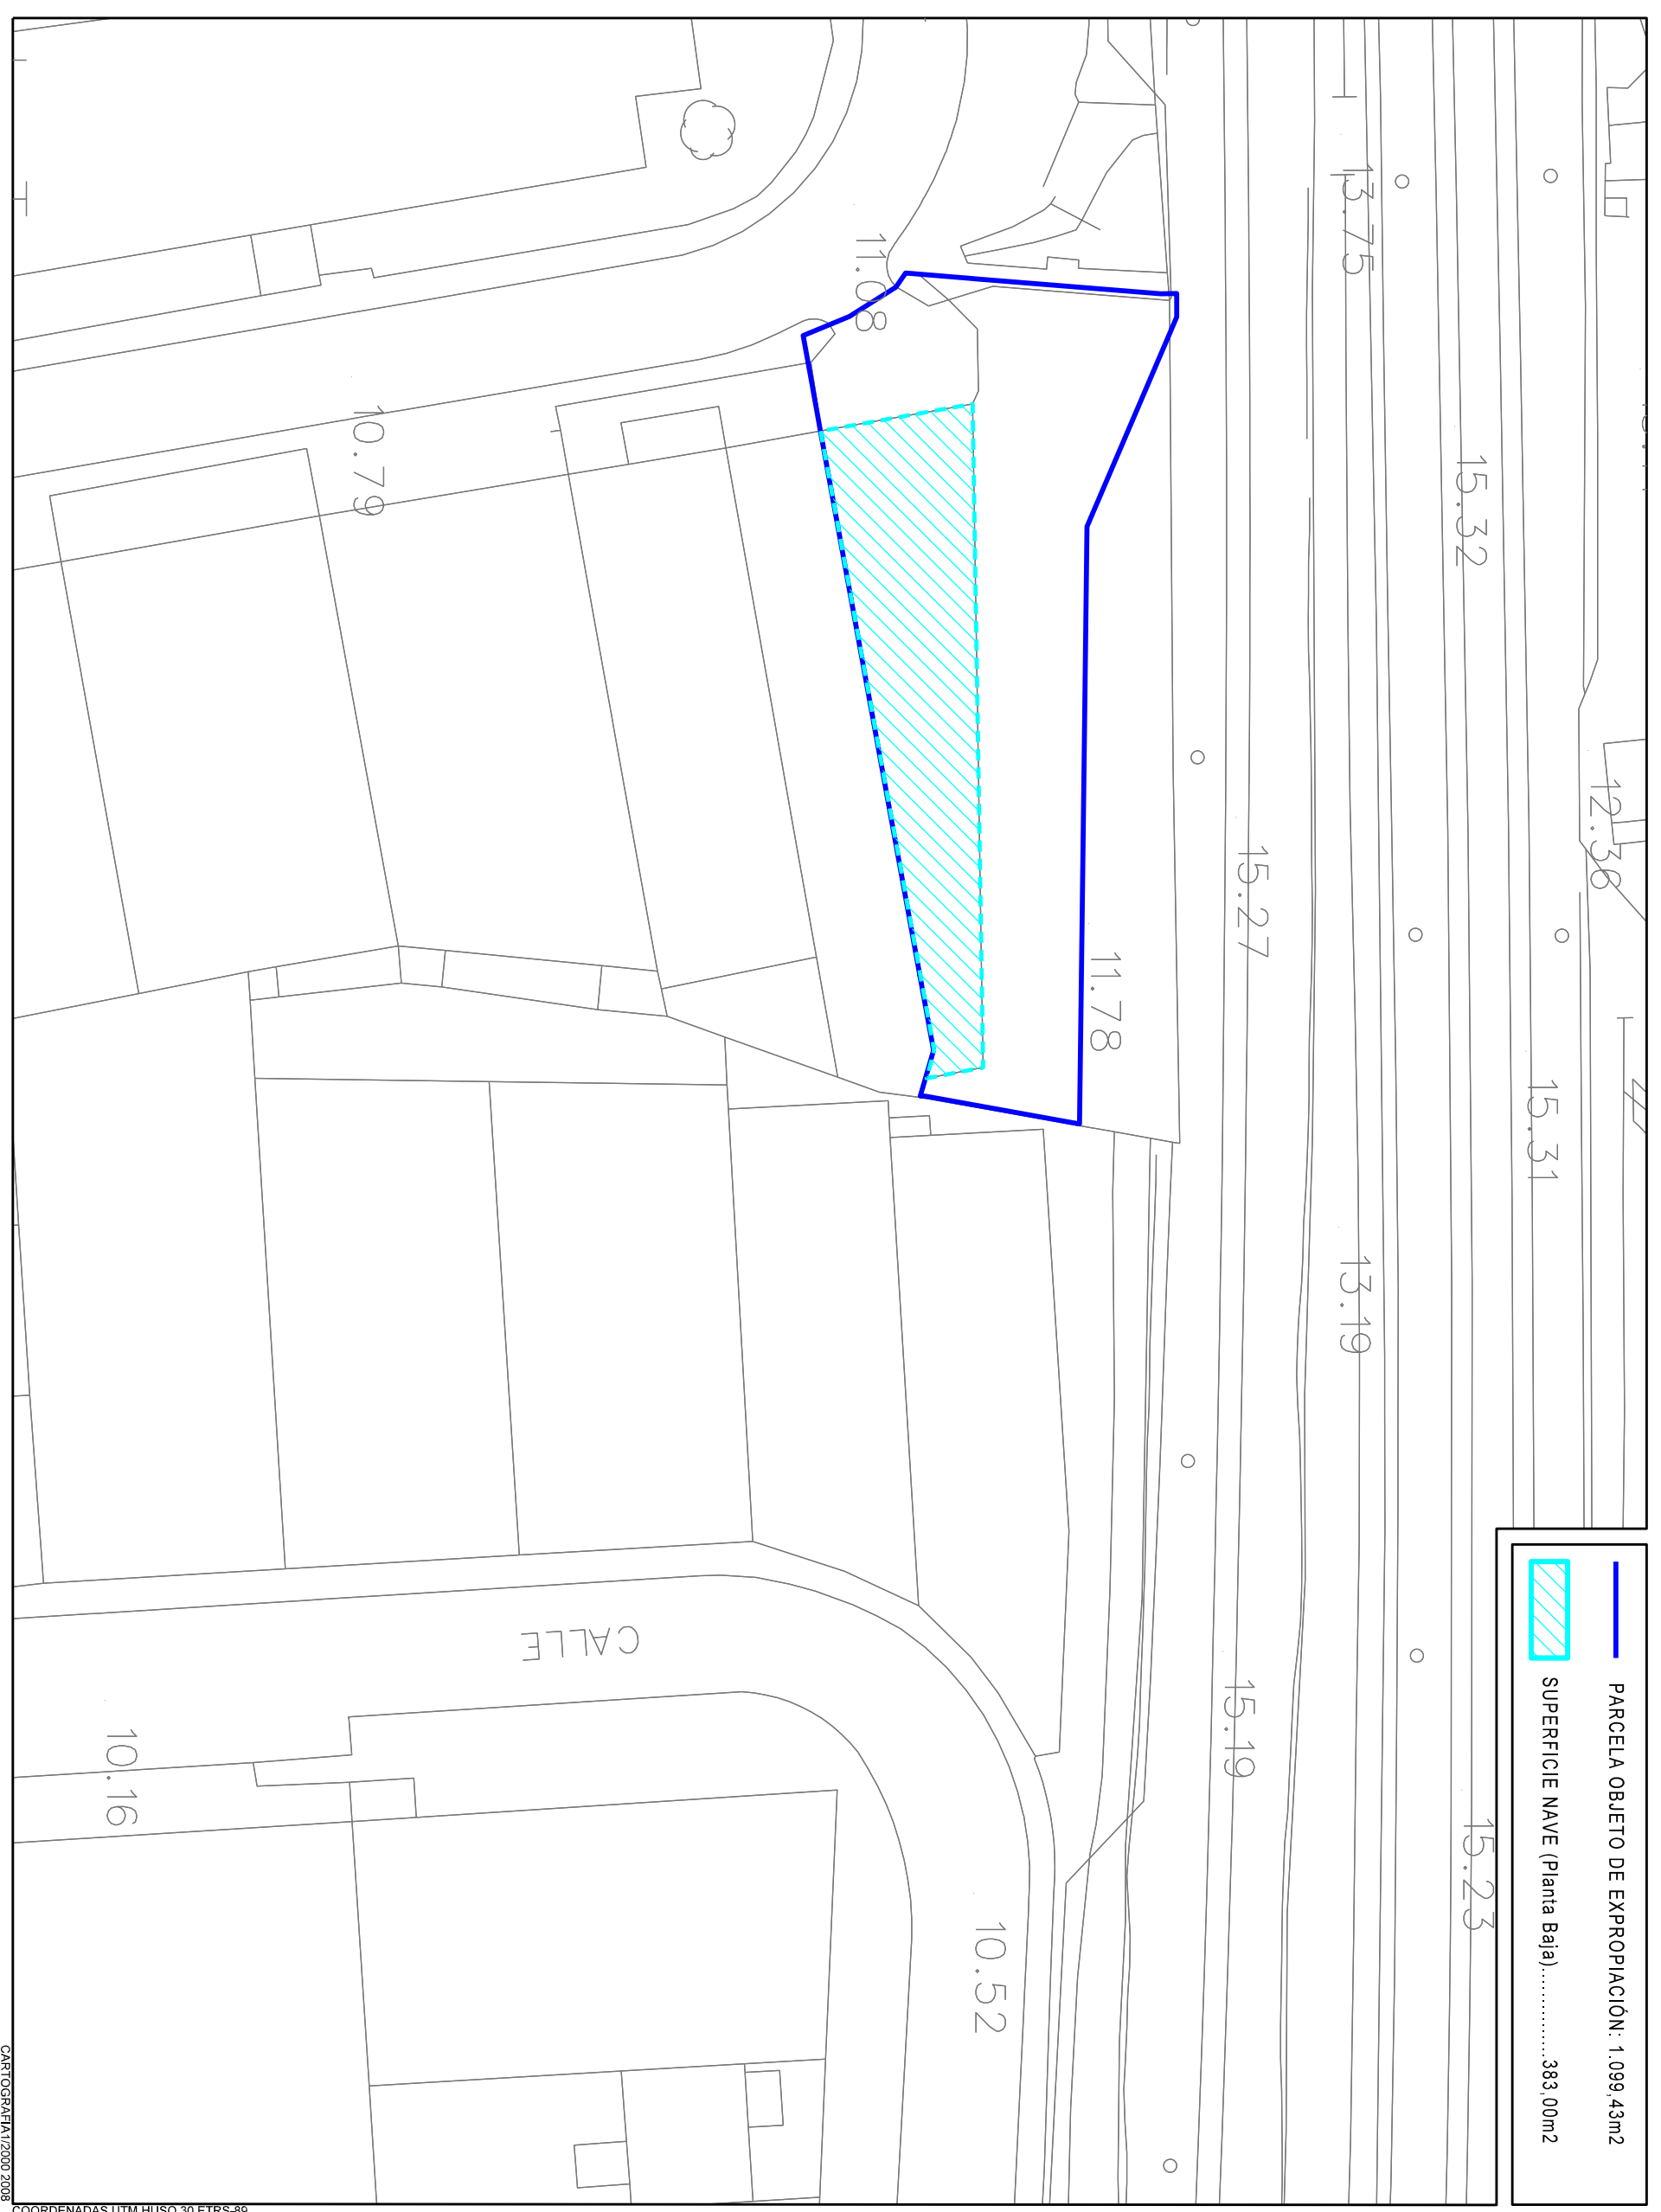 PARCELA OBJETO DE EXPROPIACIÓN: 1.099,43m2
SUPERFICIE NAVE (Planta Baja)................383,00m2
13.75
15.32
12.36
15.27
15.31
11.08
10.79
11.78
13.19
15.19
15.23
CALLE
10.16
10.52
CARTOGRAFIA1/2000 2008
COORDENADAS UTM HUSO 30 ETRS-89